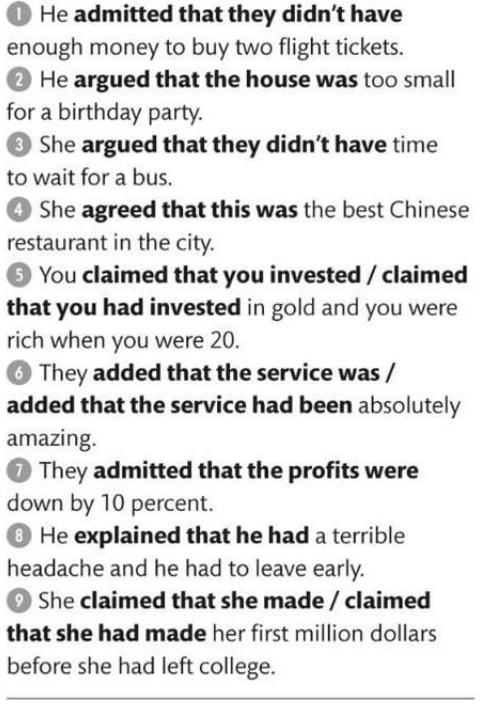 1 He admitted that they didn't have
enough money to buy two flight tickets.
2 He argued that the house was too small
for a birthday party.
3 She argued that they didn't have time
to wait for a bus.
4 She agreed that this was the best Chinese
restaurant in the city.
5 You claimed that you invested / claimed
that you had invested in gold and you were
rich when you were 20.
6 They added that the service was /
added that the service had been absolutely
amazing.
7 They admitted that the profits were
down by 10 percent.
8 He explained that he had a terrible
headache and he had to leave early.
9 She claimed that she made / claimed
that she had made her first million dollars
before she had left college.